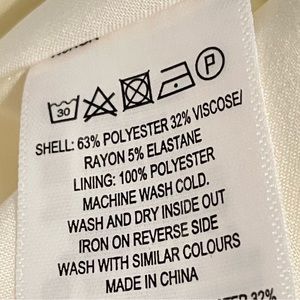 30 P
SHELL: 63% POLYESTER 32% VISCOSE/
RAYON 5% ELASTANE
LINING: 100% POLYESTER
MACHINE WASH COLD.
WASH AND DRY INSIDE OUT
IRON ON REVERSE SIDE
WASH WITH SIMILAR COLOURS
MADE IN CHINA
32%